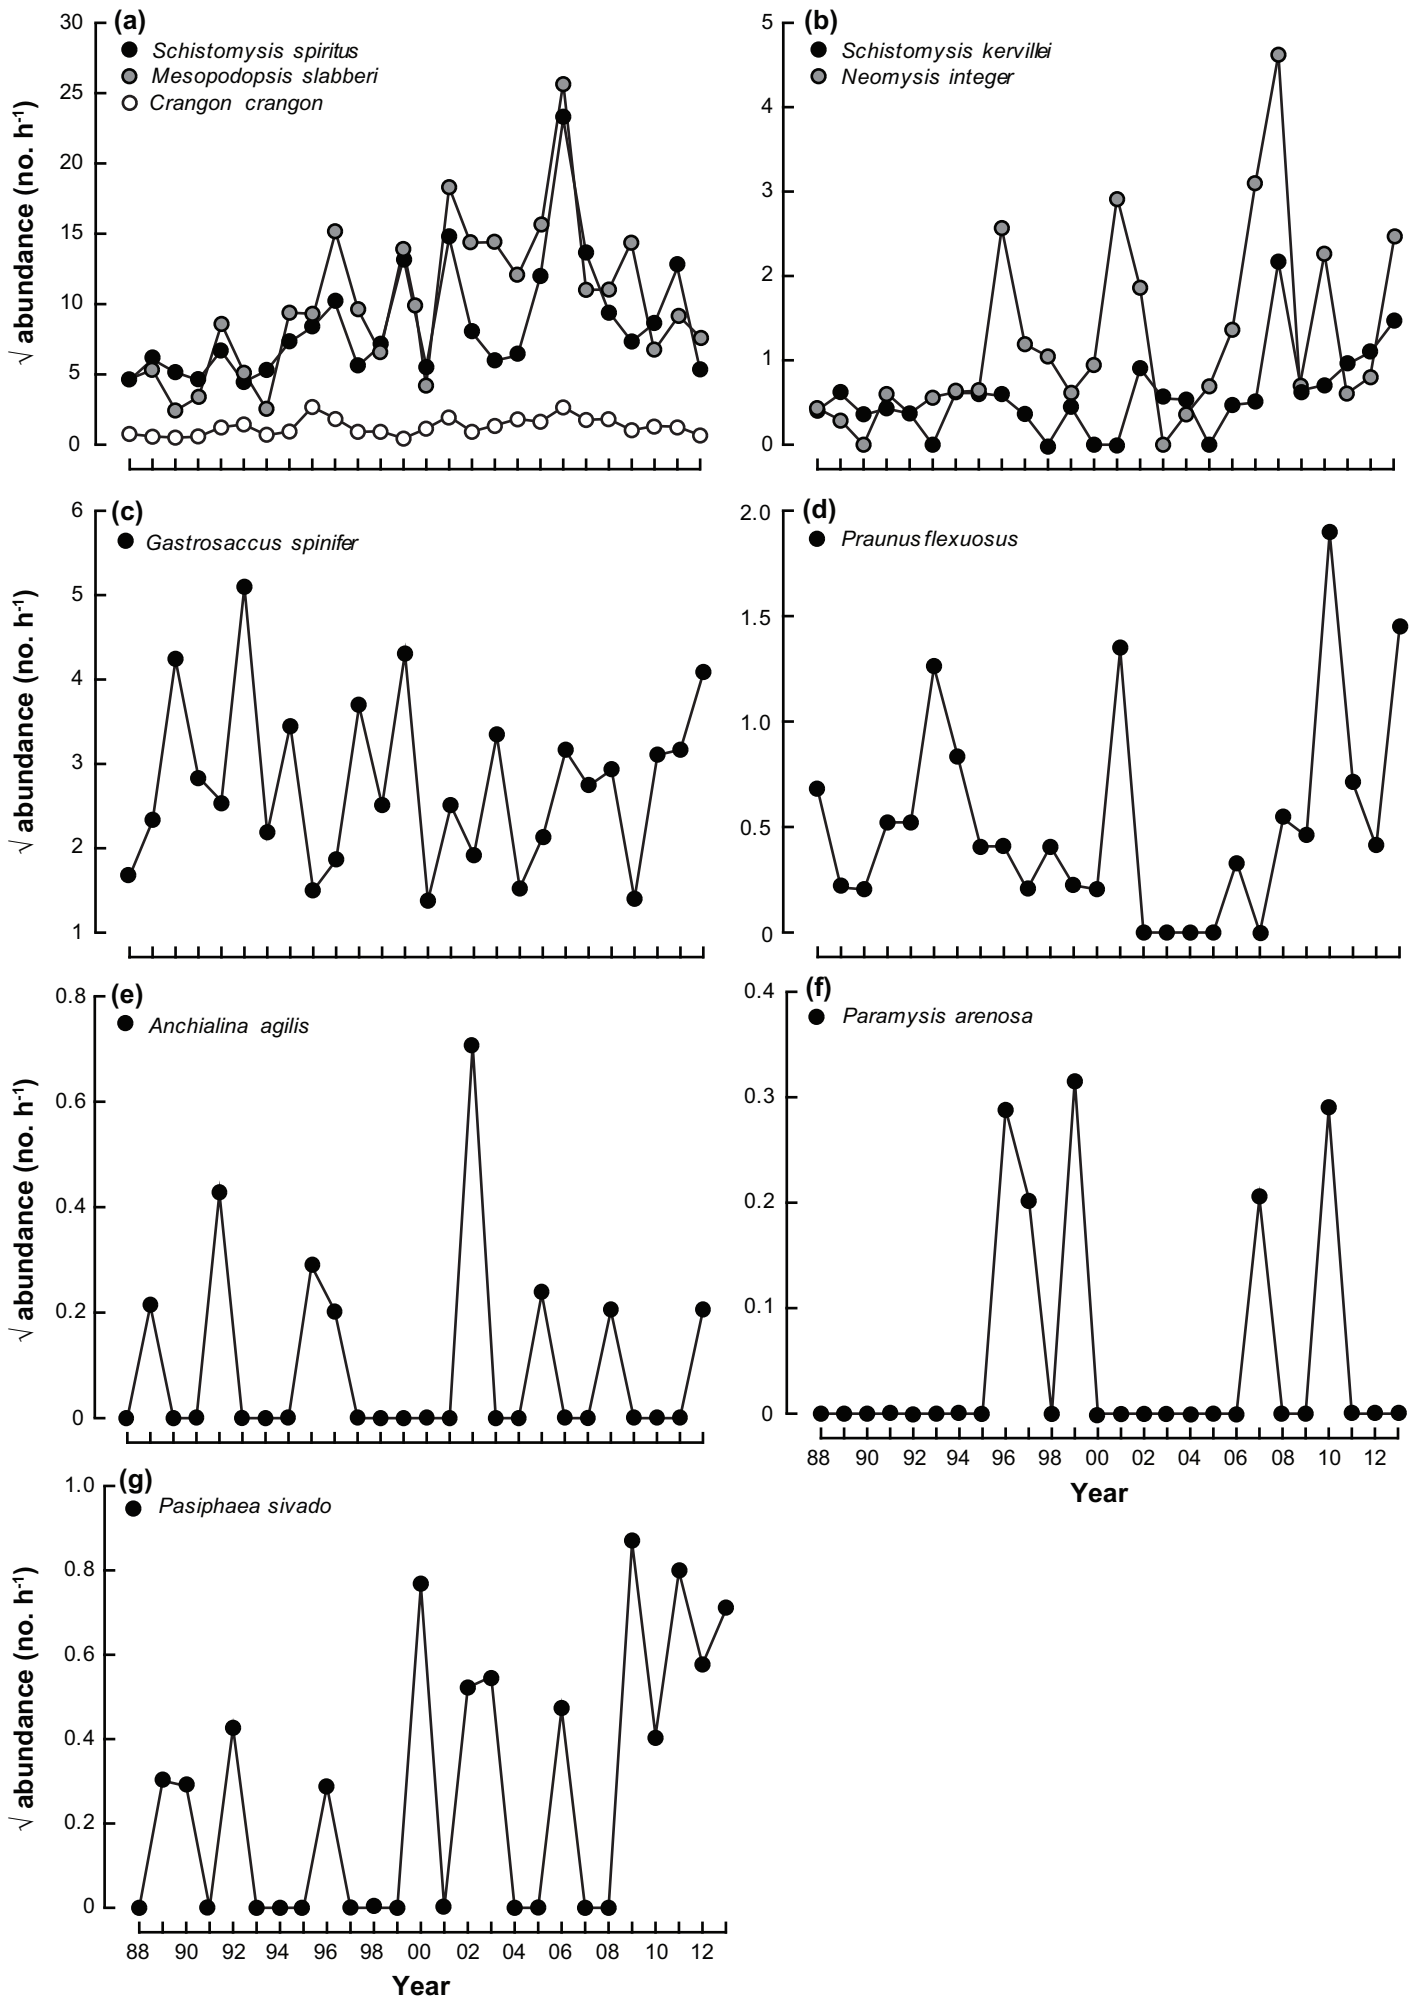 (a)
Schistomysis spiritus
Mesopodopsis slabberi
Crangon crangon
30
25
20
15
10
5
0
√ abundance (no. h-1)
(b)
Schistomysis kervillei
Neomysis integer
5
4
3
2
1
0
(c)
Gastrosaccus spinifer
6
5
4
3
2
1
√ abundance (no. h-1)
(d)
Praunus flexuosus
2.0
1.5
1.0
0.5
0
(e)
Anchialina agilis
0.8
0.6
0.4
0.2
0
√ abundance (no. h-1)
(f)
Paramysis arenosa
0.4
0.3
0.2
0.1
0
88 90 92 94 96 98 00 02 04 06 08 10 12
Year
(g)
Pasiphaea sivado
1.0
0.8
0.6
0.4
0.2
0
√ abundance (no. h-1)
88 90 92 94 96 98 00 02 04 06 08 10 12
Year